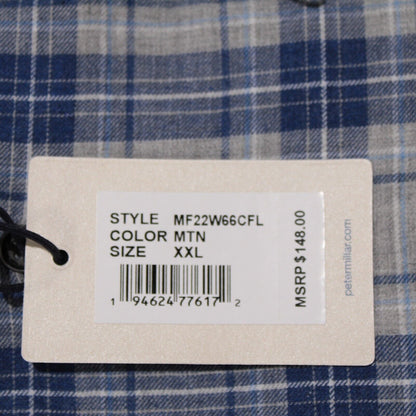 STYLE MF22W66CFL
COLOR MTN
SIZE XXL
1 94624 77617 2
MSRP $148.00
petermillar.com